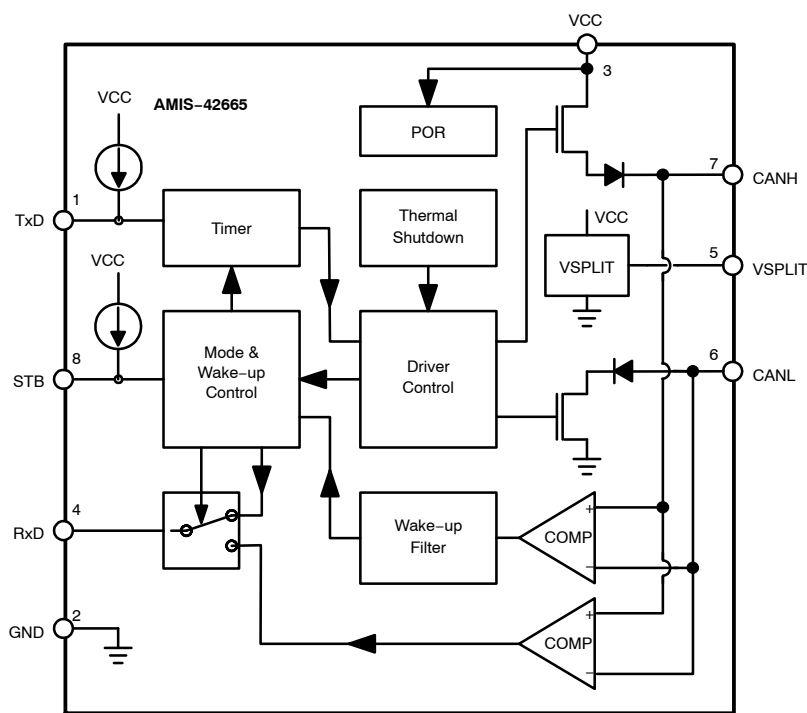 VCC
3
VCC
AMIS−42665
POR
7
CANH
1
TxD
Timer
Thermal
Shutdown
VCC
5
VSPLIT
VSPLIT
VCC
8
STB
Mode &
Wake−up
Control
Driver
Control
6
CANL
4
RxD
Wake−up
Filter
+
COMP
−
2
GND
+
COMP
−